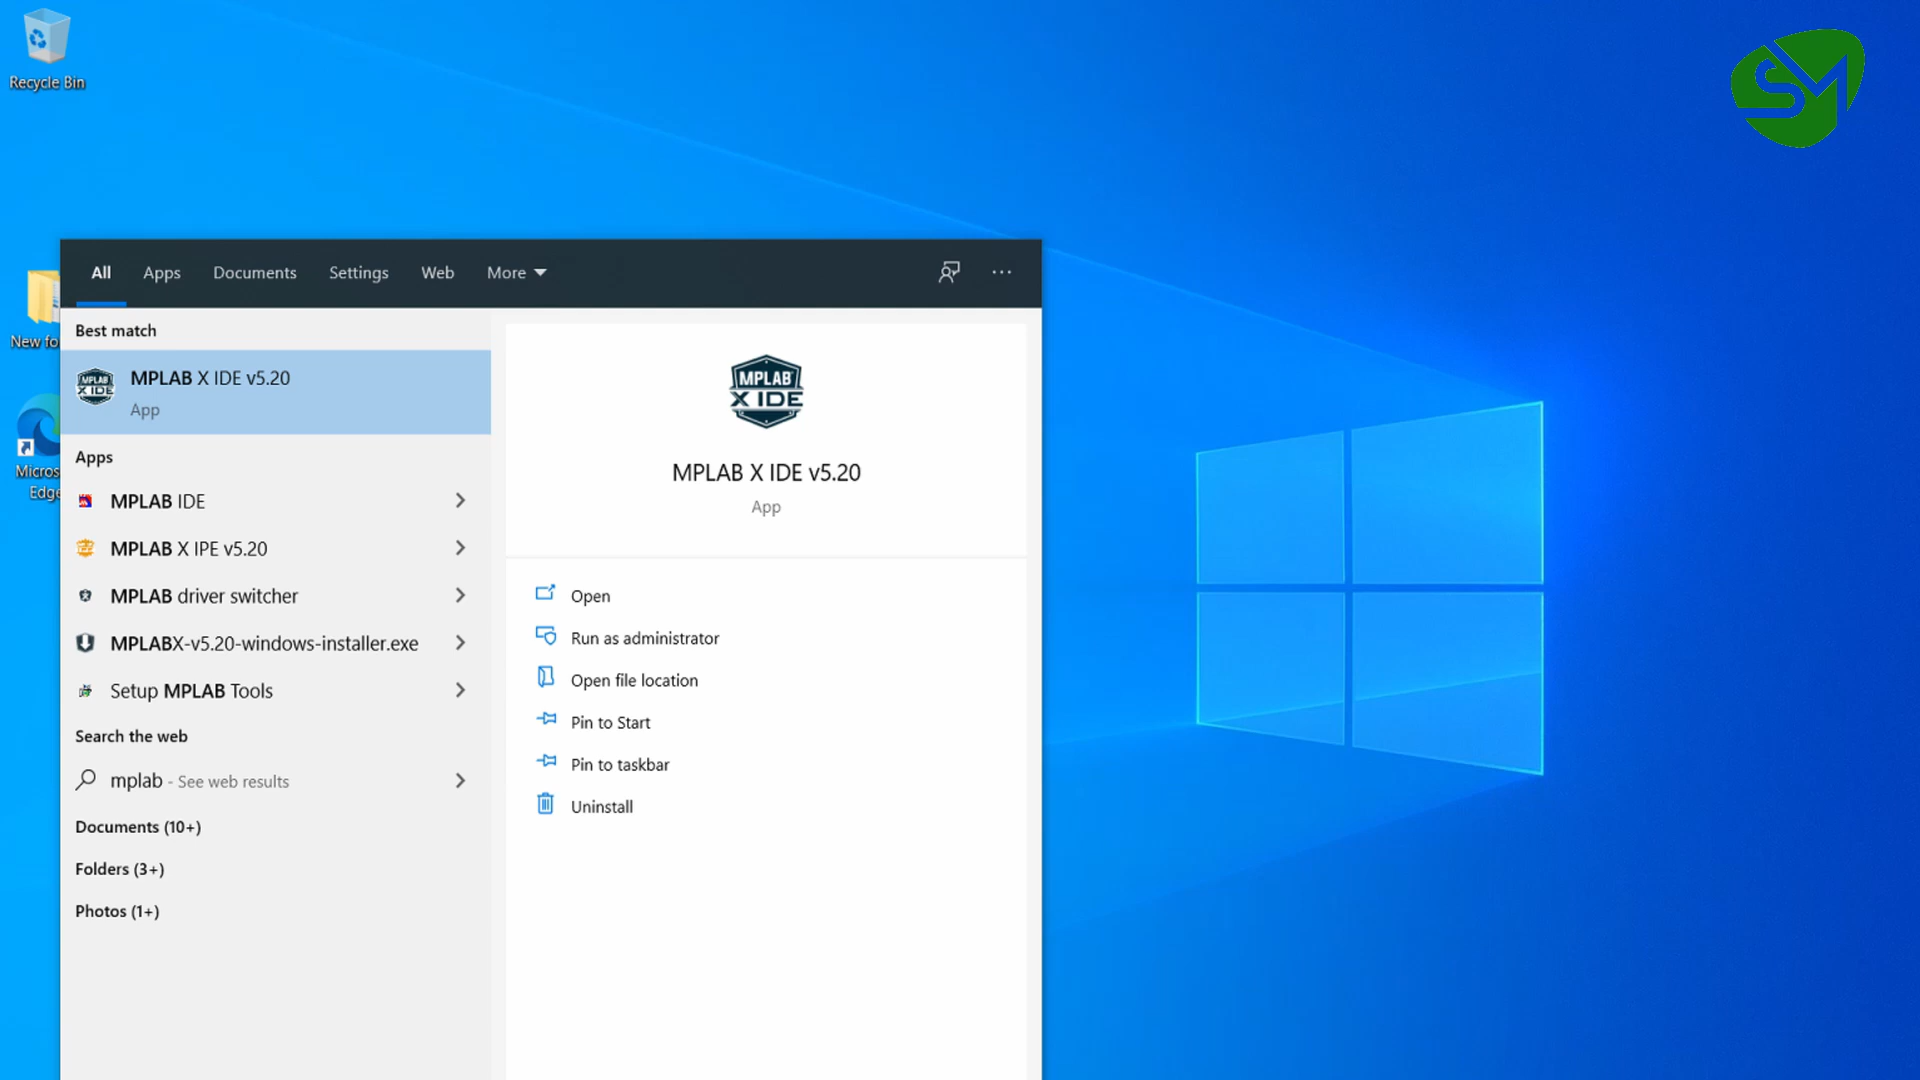 Recycle Bin
SM
All Apps Documents Settings Web More
New fo
Micros
Edge
Best match
MPLAB X IDE v5.20
App
Apps
MPLAB IDE
MPLAB X IPE v5.20
MPLAB driver switcher
MPLABX-v5.20-windows-installer.exe
Setup MPLAB Tools
Search the web
mplab - See web results
Documents (10+)
Folders (3+)
Photos (1+)
MPLAB
X IDE
MPLAB X IDE v5.20
App
Open
Run as administrator
Open file location
Pin to Start
Pin to taskbar
Uninstall